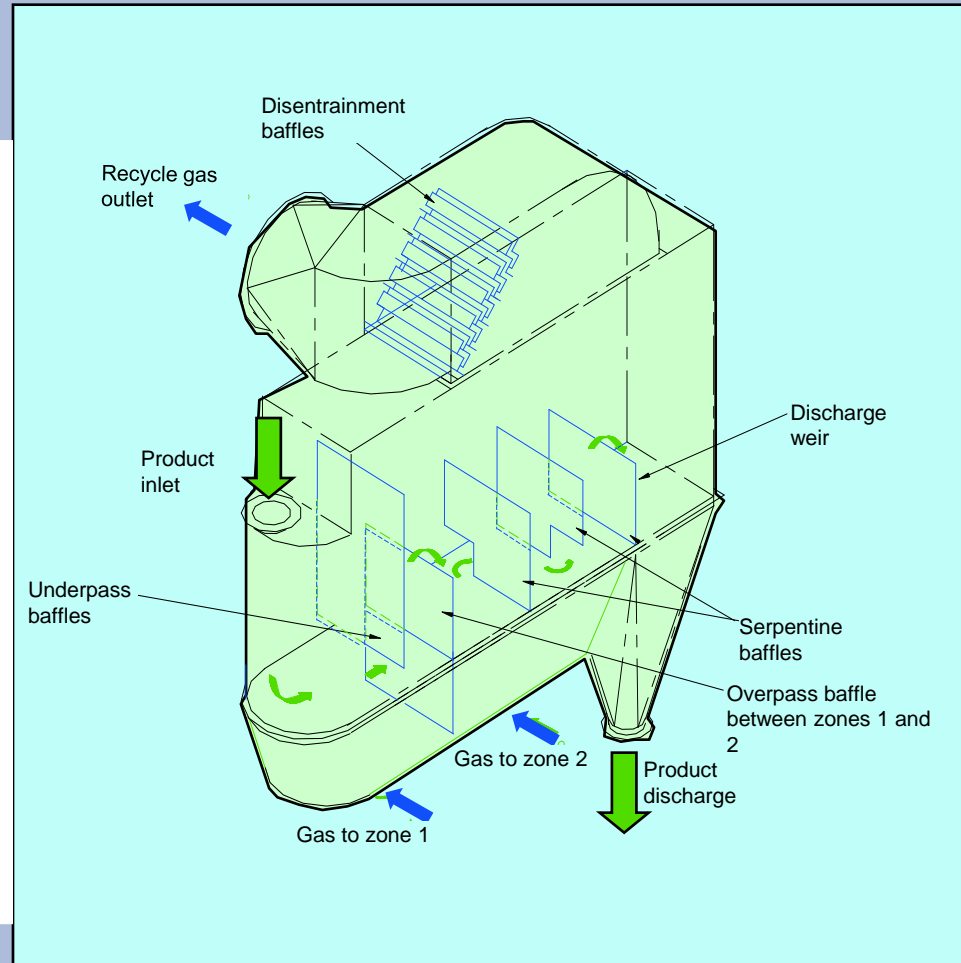 Disentrainment
baffles
Recycle gas
outlet
Discharge
weir
Product
inlet
Underpass
baffles
Serpentine
baffles
Overpass baffle
between zones 1 and
2
Gas to zone 2
Product
discharge
Gas to zone 1